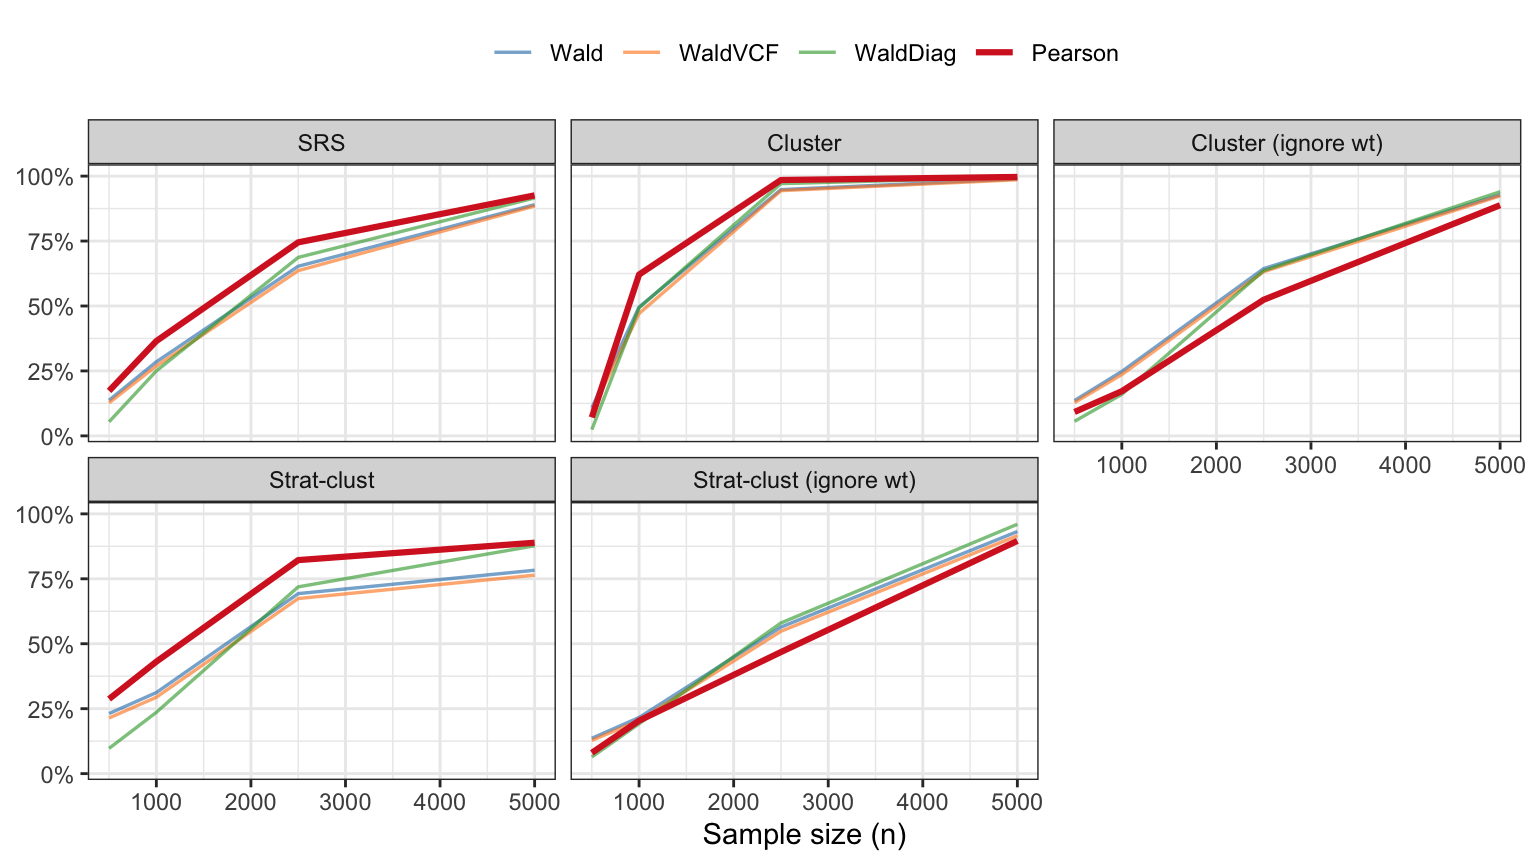 Wald WaldVCF WaldDiag Pearson
SRS Cluster Cluster (ignore wt)
100%
75%
50%
25%
0%
1000 2000 3000 4000 5000
Strat-clust Strat-clust (ignore wt)
100%
75%
50%
25%
0%
1000 2000 3000 4000 5000 1000 2000 3000 4000 5000
Sample size (n)